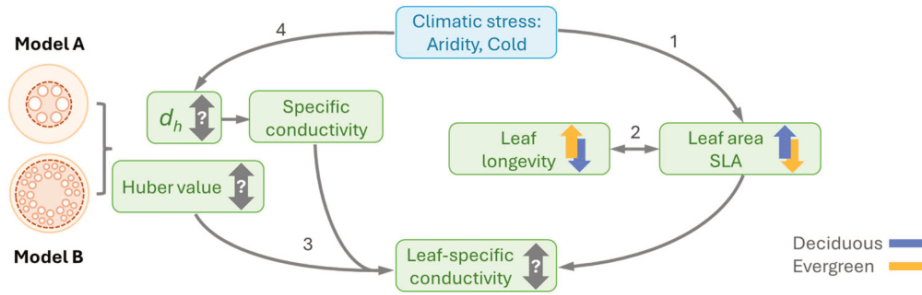 Climatic stress:
Aridity, Cold
4
1
Model A
d_h
?
Specific
conductivity
Leaf
longevity
2
Leaf area
SLA
Huber value
?
3
Model B
Leaf-specific
conductivity
?
Deciduous
Evergreen